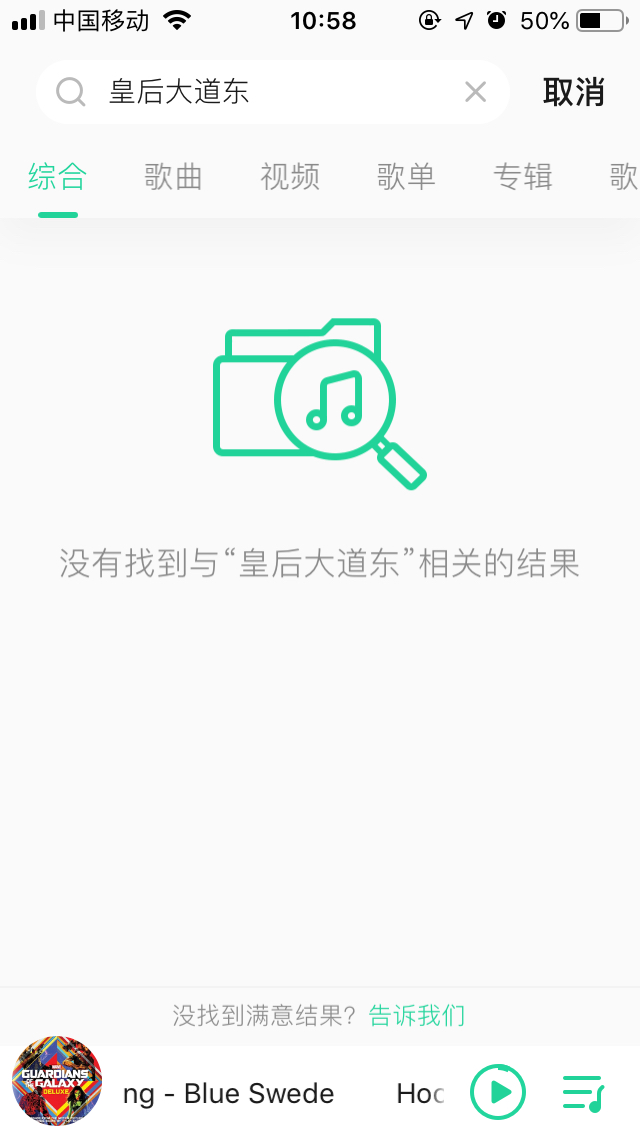 中国移动 10:58 50%
皇后大道东 取消
综合 歌曲 视频 歌单 专辑 歌
没有找到与“皇后大道东”相关的结果
没找到满意结果? 告诉我们
MARVEL
GUARDIANS
OF THE
GALAXY
DELUXE
ng - Blue Swede Hoo